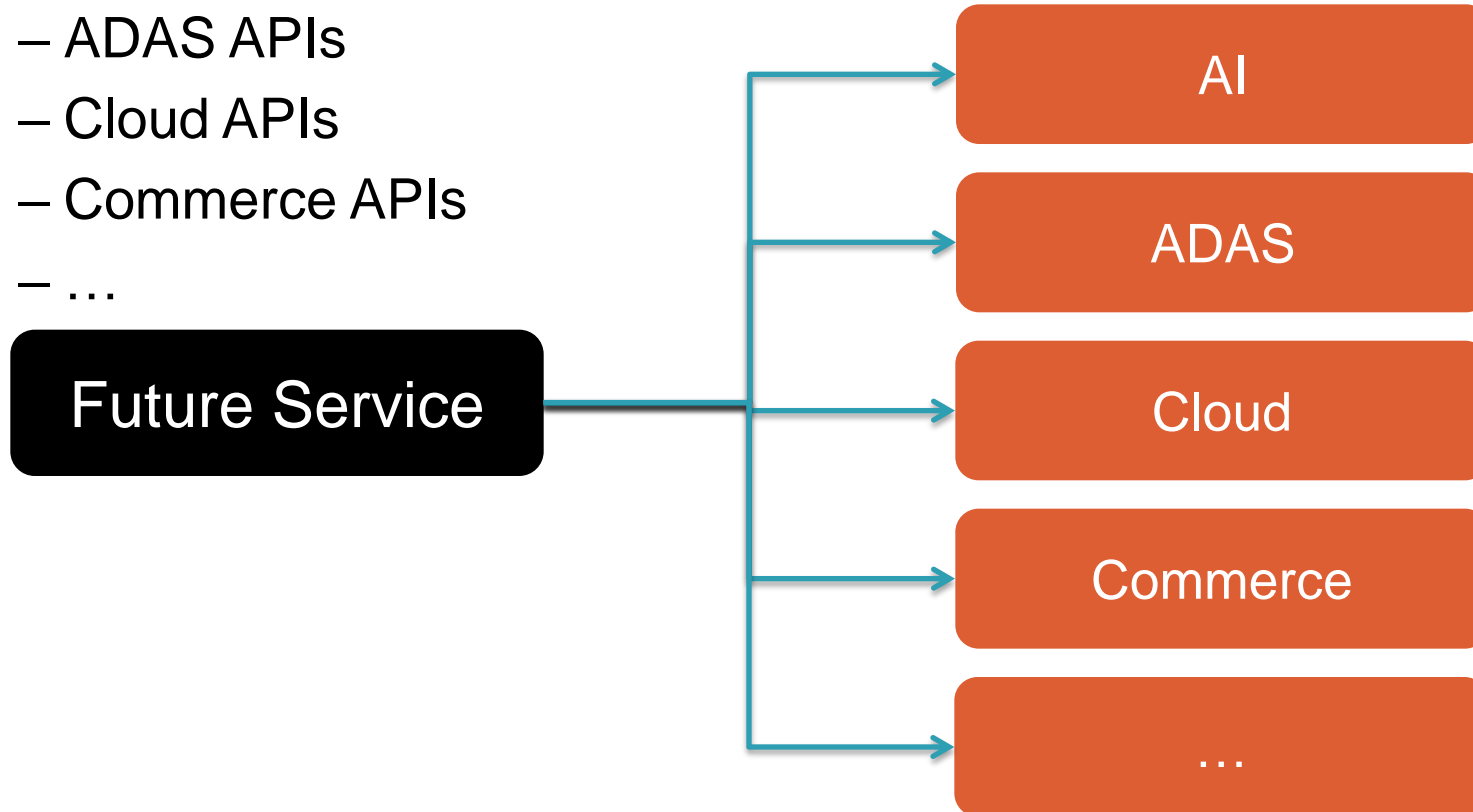 – ADAS APIs
– Cloud APIs
– Commerce APIs
– …
Future Service
AI
ADAS
Cloud
Commerce
…